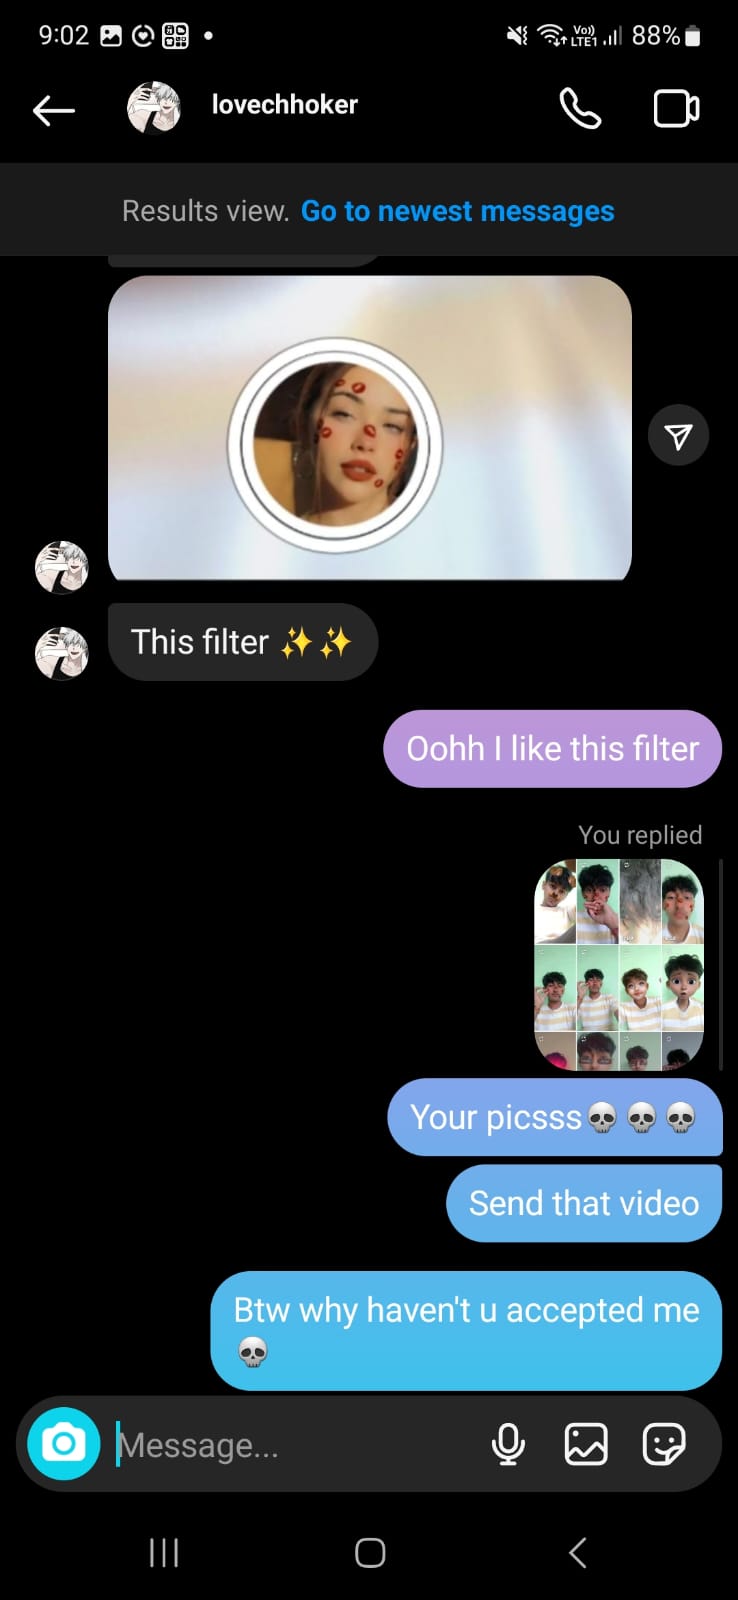 9:02
Vo))
LTE1
88%
lovechhoker
Results view. Go to newest messages
This filter ✨✨
Oohh I like this filter
You replied
Your picsss💀💀💀
Send that video
Btw why haven't u accepted me
💀
Message...